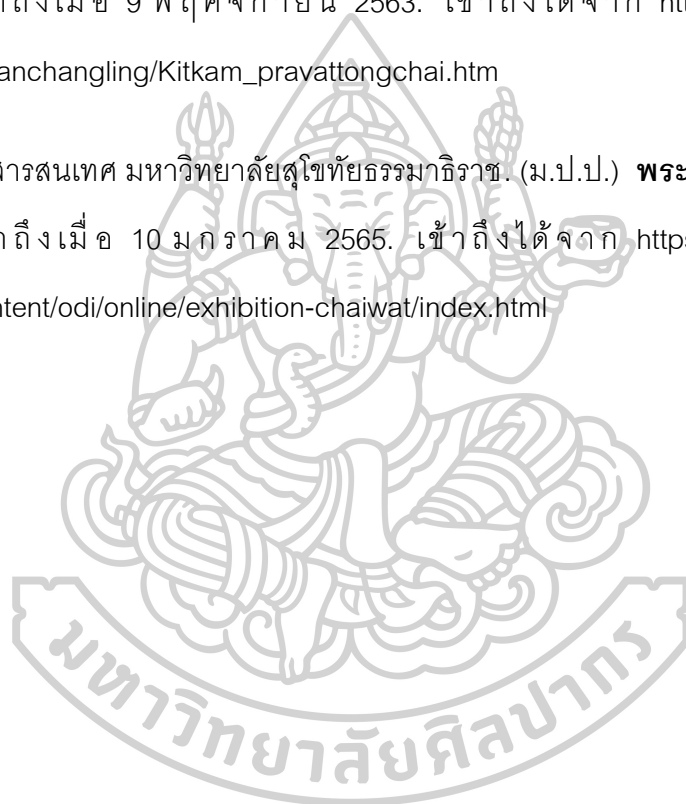 ถึงเมื่อ 9 พฤศจิกายน 2563. เข้าถึงได้จาก
anchangling/Kitkam_pravattongchai.htm
สารสนเทศ มหาวิทยาลัยสุโขทัยธรรมาธิราช. (ม.ป.ป.) พระ
ถึงเมื่อ 10 มกราคม 2565. เข้าถึงได้จาก https
tent/odi/online/exhibition-chaiwat/index.html
มหาวิทยาลัยศิลปากร